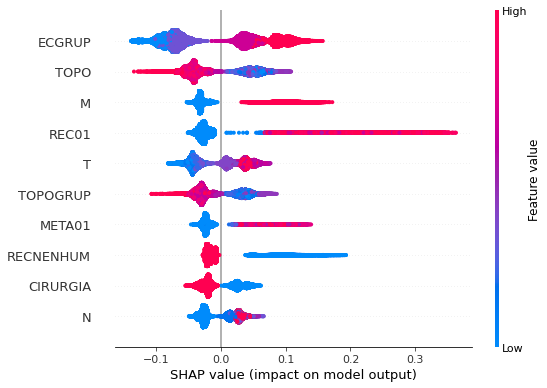 High
ECGRUP
TOPO
M
REC01
T
TOPOGRUP
META01
RECNENHUM
CIRURGIA
N
Feature value
Low
−0.1 0.0 0.1 0.2 0.3
SHAP value (impact on model output)